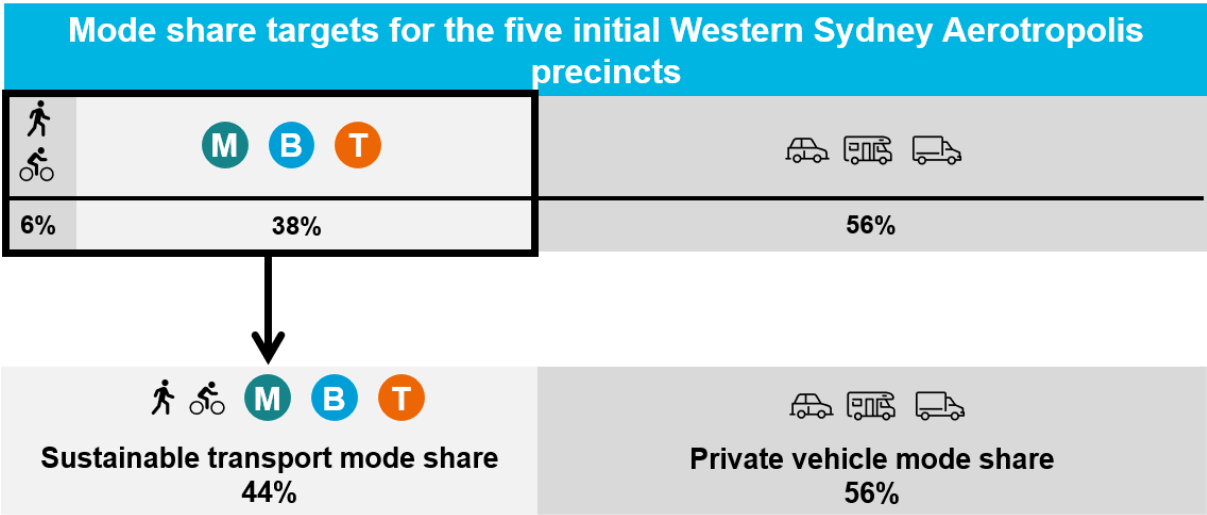 Mode share targets for the five initial Western Sydney Aerotropolis
precincts
M B T
6% 38% 56%
M B T
Sustainable transport mode share
44%
Private vehicle mode share
56%